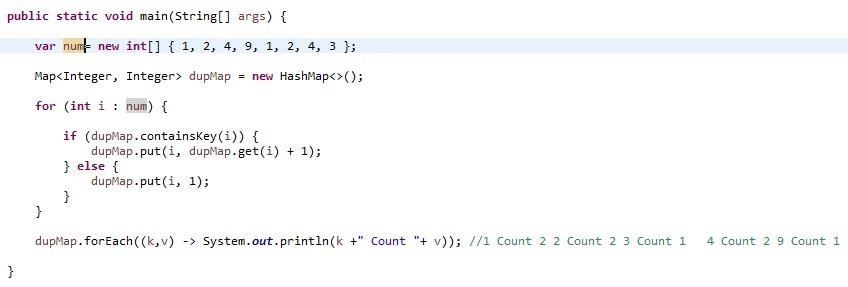 public static void main(String[] args) {
var num= new int[] { 1, 2, 4, 9, 1, 2, 4, 3 };
Map<Integer, Integer> dupMap = new HashMap<>();
for (int i : num) {
if (dupMap.containsKey(i)) {
dupMap.put(i, dupMap.get(i) + 1);
} else {
dupMap.put(i, 1);
}
}
dupMap.forEach((k,v) -> System.out.println(k +" Count "+ v)); //1 Count 2 2 Count 2 3 Count 1   4 Count 2 9 Count 1
}